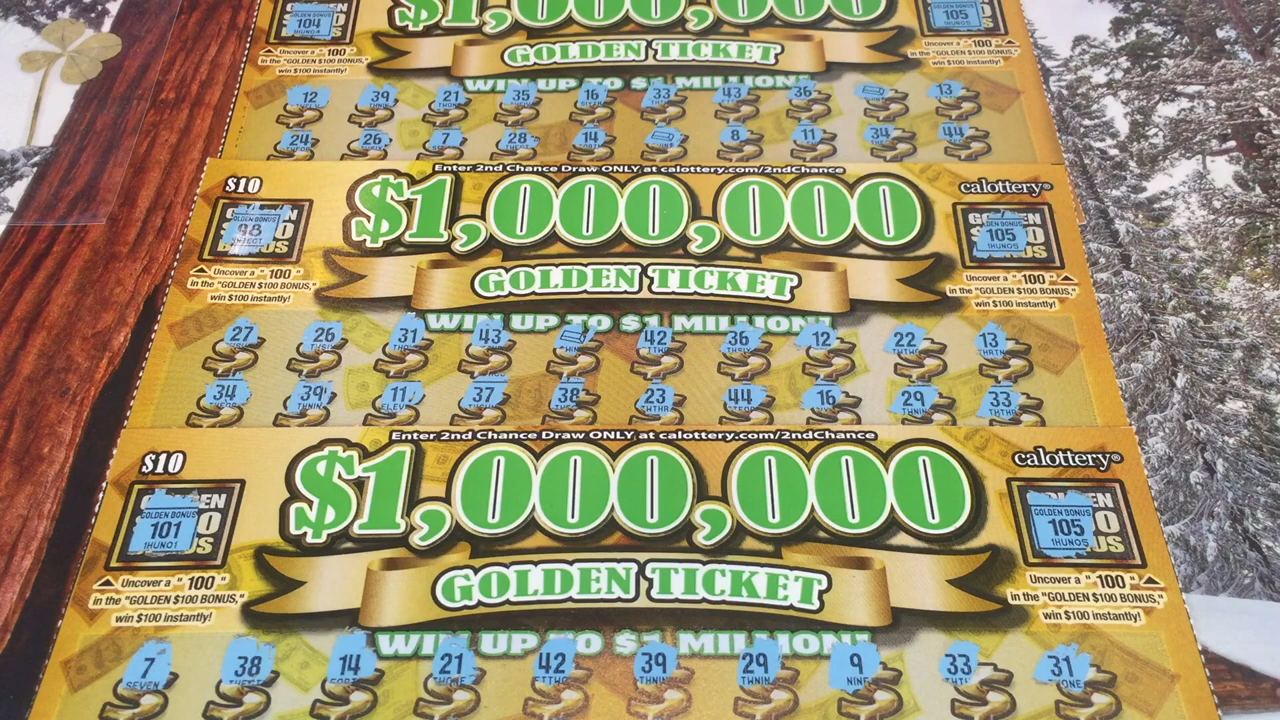 $1,000,000
GOLDEN BONUS
104
1HUN04
GOLDEN BONUS
105
1HUN05
GOLDEN TICKET
Uncover a "100"
in the "GOLDEN $100 BONUS,"
win $100 instantly!
Uncover a "100"
in the "GOLDEN $100 BONUS,"
win $100 instantly!
WIN UP TO $1 MILLION!
12 39 21 35 16 33 43 36 13
24 26 7 28 14 8 11 34 44
Enter 2nd Chance Draw ONLY at calottery.com/2ndChance
$10
$1,000,000
calottery®
GOLDEN BONUS
98
GOLDEN BONUS
105
1HUN05
GOLDEN TICKET
Uncover a "100"
in the "GOLDEN $100 BONUS,"
win $100 instantly!
Uncover a "100"
in the "GOLDEN $100 BONUS,"
win $100 instantly!
WIN UP TO $1 MILLION!
27 26 31 43 42 36 12 22 13
34 39 11 37 38 23 44 16 29 33
Enter 2nd Chance Draw ONLY at calottery.com/2ndChance
$10
$1,000,000
calottery®
GOLDEN BONUS
101
1HUN01
GOLDEN BONUS
105
1HUN05
GOLDEN TICKET
Uncover a "100"
in the "GOLDEN $100 BONUS,"
win $100 instantly!
Uncover a "100"
in the "GOLDEN $100 BONUS,"
win $100 instantly!
WIN UP TO $1 MILLION!
7 38 14 21 42 39 29 9 33 31
SEVEN THNIN TWNIN NINE